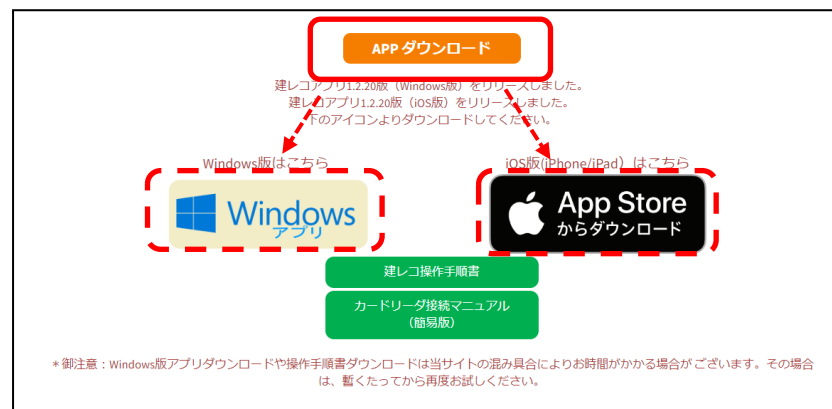 APP ダウンロード
建レコアプリ1.2.20版（Windows版）をリリースしました。
建レコアプリ1.2.20版（iOS版）をリリースしました。
下のアイコンよりダウンロードしてください。
Windows版はこちら
iOS版(iPhone/iPad）はこちら
Windows
アプリ
App Store
からダウンロード
建レコ操作手順書
カードリーダ接続マニュアル
（簡易版）
＊御注意：Windows版アプリダウンロードや操作手順書ダウンロードは当サイトの混み具合によりお時間がかかる場合がございます。その場合
は、暫くたってから再度お試しください。